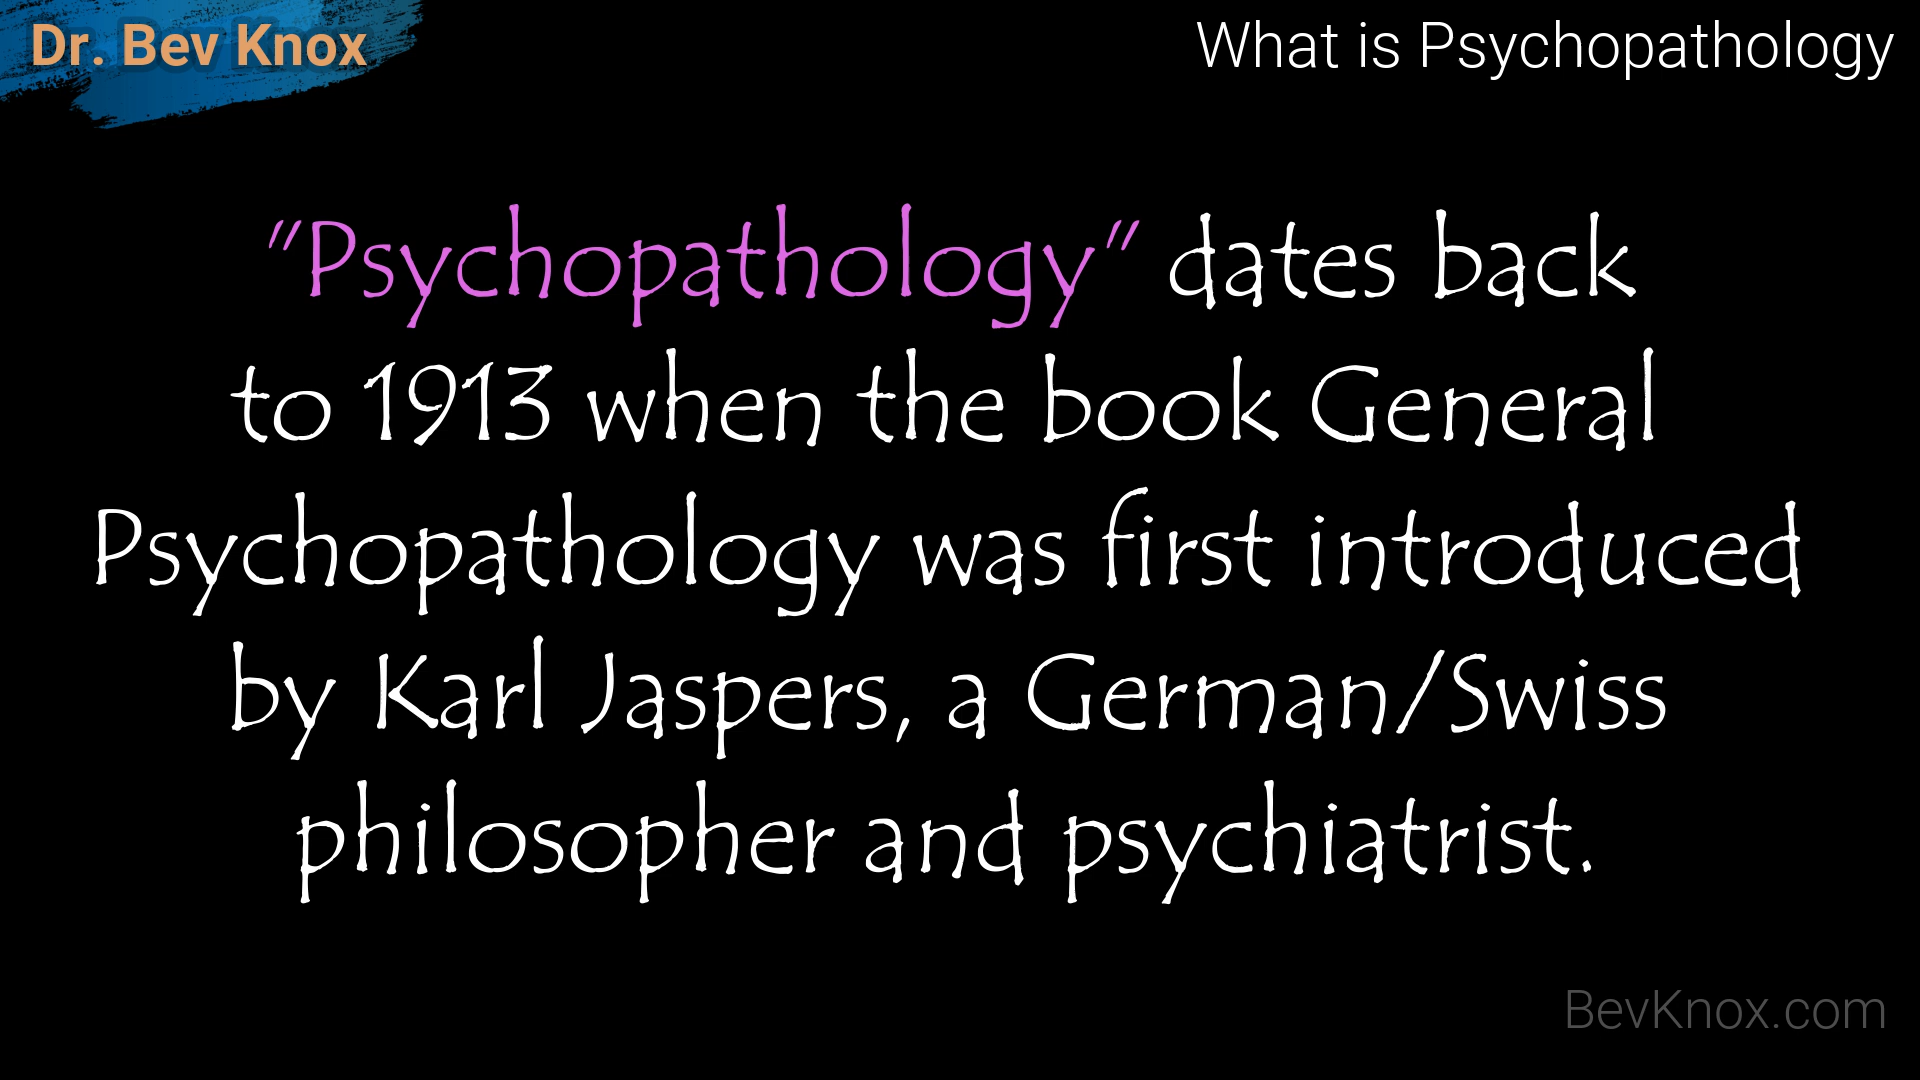 Dr. Bev Knox
What is Psychopathology
"Psychopathology" dates back
to 1913 when the book General
Psychopathology was first introduced
by Karl Jaspers, a German/Swiss
philosopher and psychiatrist.
BevKnox.com